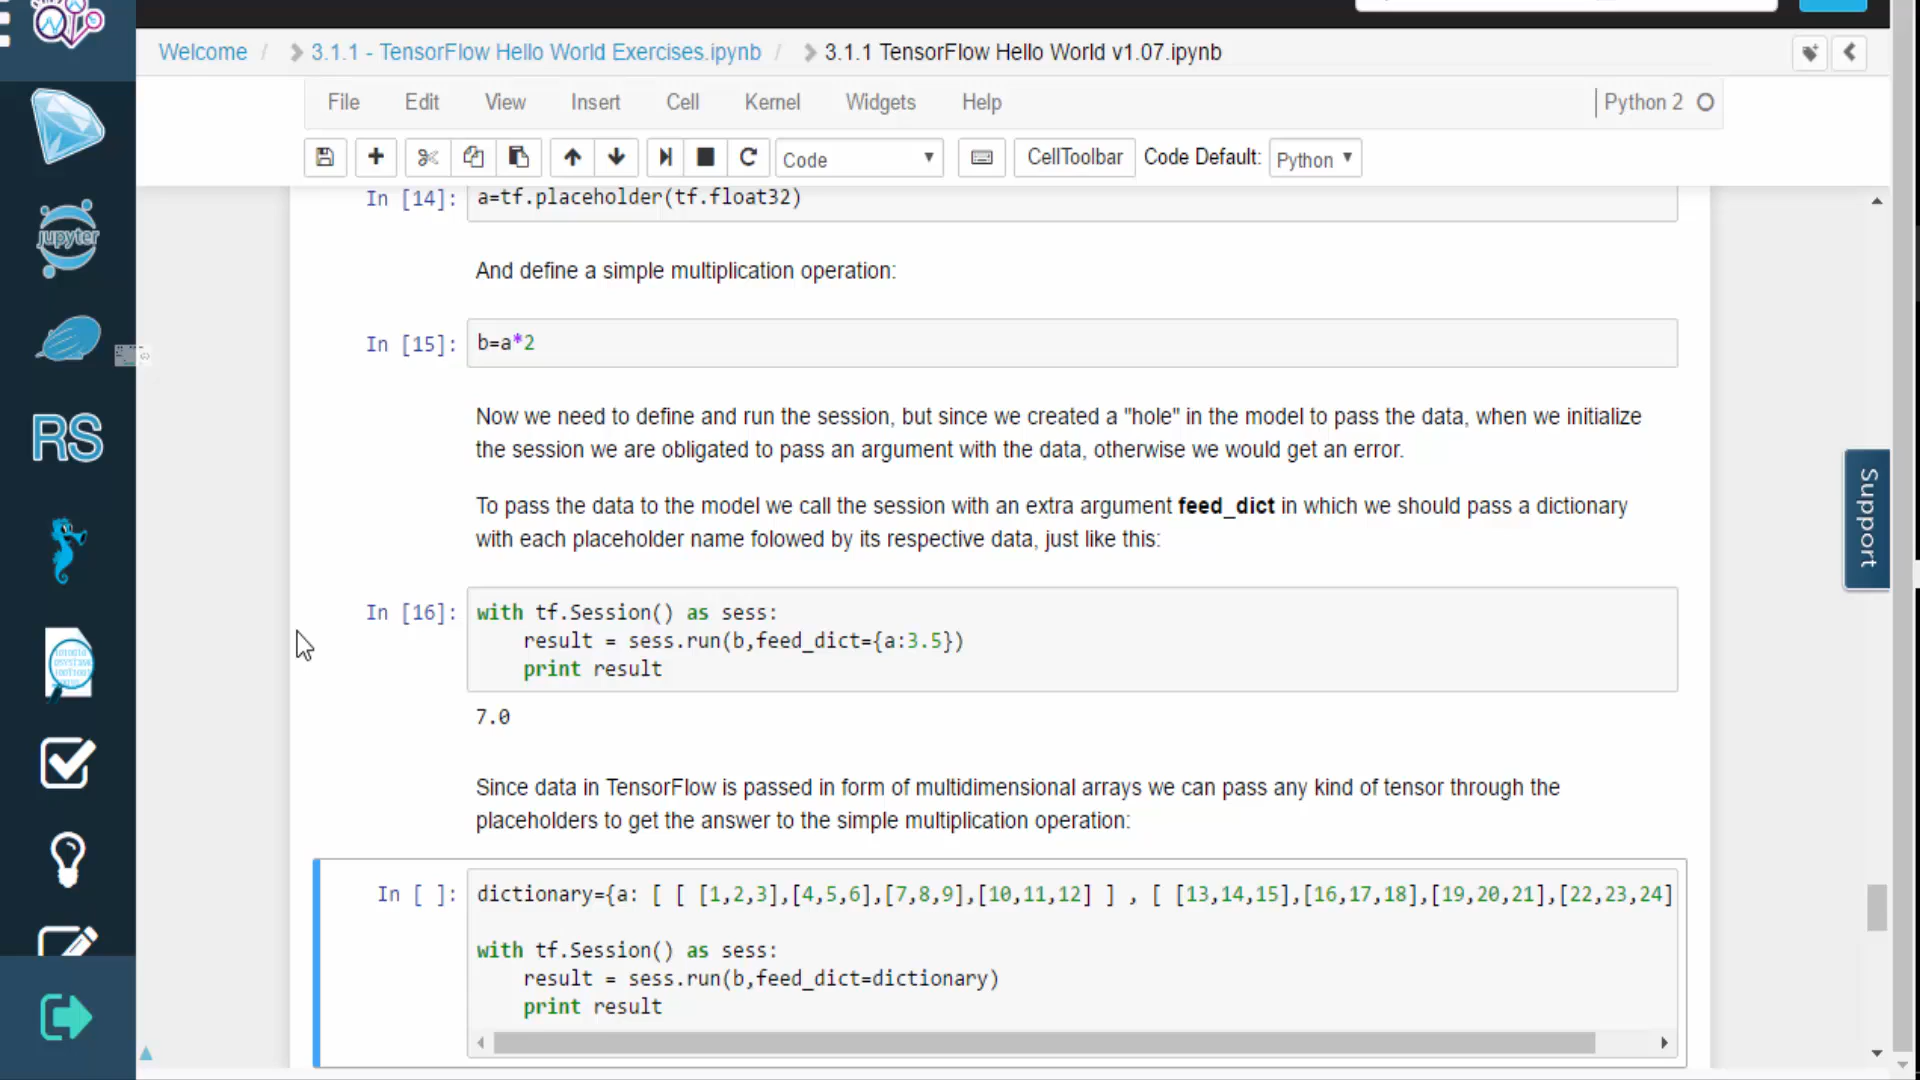 Welcome / 3.1.1 - TensorFlow Hello World Exercises.ipynb / 3.1.1 TensorFlow Hello World v1.07.ipynb
File Edit View Insert Cell Kernel Widgets Help Python 2
Code CellToolbar Code Default: Python
jupyter
RS
Support
In [14]: a=tf.placeholder(tf.float32)
And define a simple multiplication operation:
In [15]: b=a*2
Now we need to define and run the session, but since we created a "hole" in the model to pass the data, when we initialize
the session we are obligated to pass an argument with the data, otherwise we would get an error.
To pass the data to the model we call the session with an extra argument feed_dict in which we should pass a dictionary
with each placeholder name folowed by its respective data, just like this:
In [16]: with tf.Session() as sess:
    result = sess.run(b,feed_dict={a:3.5})
    print result
7.0
Since data in TensorFlow is passed in form of multidimensional arrays we can pass any kind of tensor through the
placeholders to get the answer to the simple multiplication operation:
In [ ]: dictionary={a: [ [ [1,2,3],[4,5,6],[7,8,9],[10,11,12] ] , [ [13,14,15],[16,17,18],[19,20,21],[22,23,24]
with tf.Session() as sess:
    result = sess.run(b,feed_dict=dictionary)
    print result